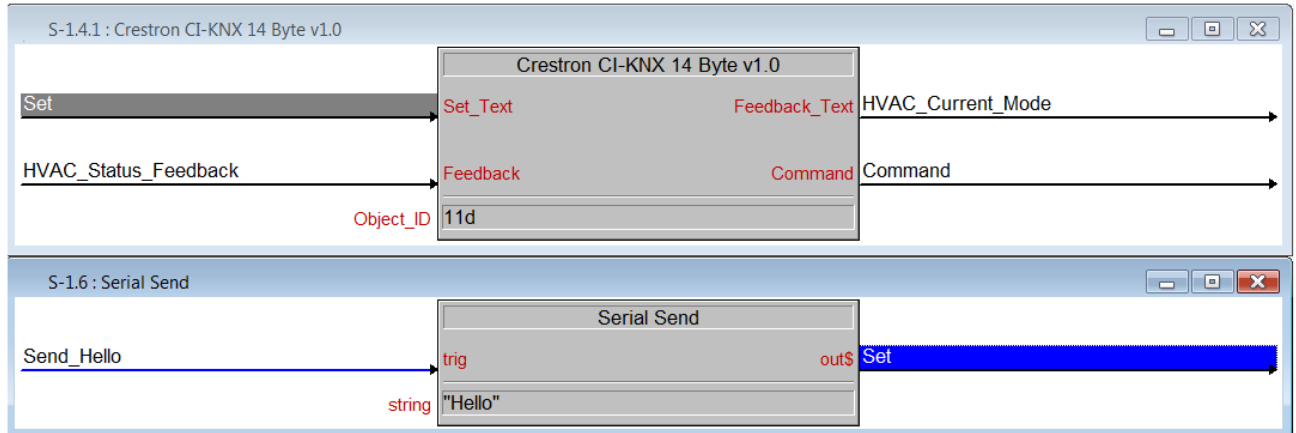 S-1.4.1 : Crestron CI-KNX 14 Byte v1.0
Crestron CI-KNX 14 Byte v1.0
Set Set_Text Feedback_Text HVAC_Current_Mode
HVAC_Status_Feedback Feedback Command Command
Object_ID 11d
S-1.6 : Serial Send
Serial Send
Send_Hello trig out$ Set
string "Hello"